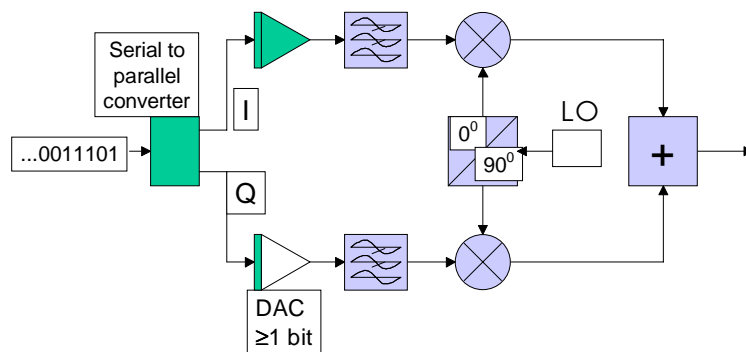 Serial to
parallel
converter
I
LO
0⁰
...0011101
90⁰
+
Q
DAC
≥1 bit